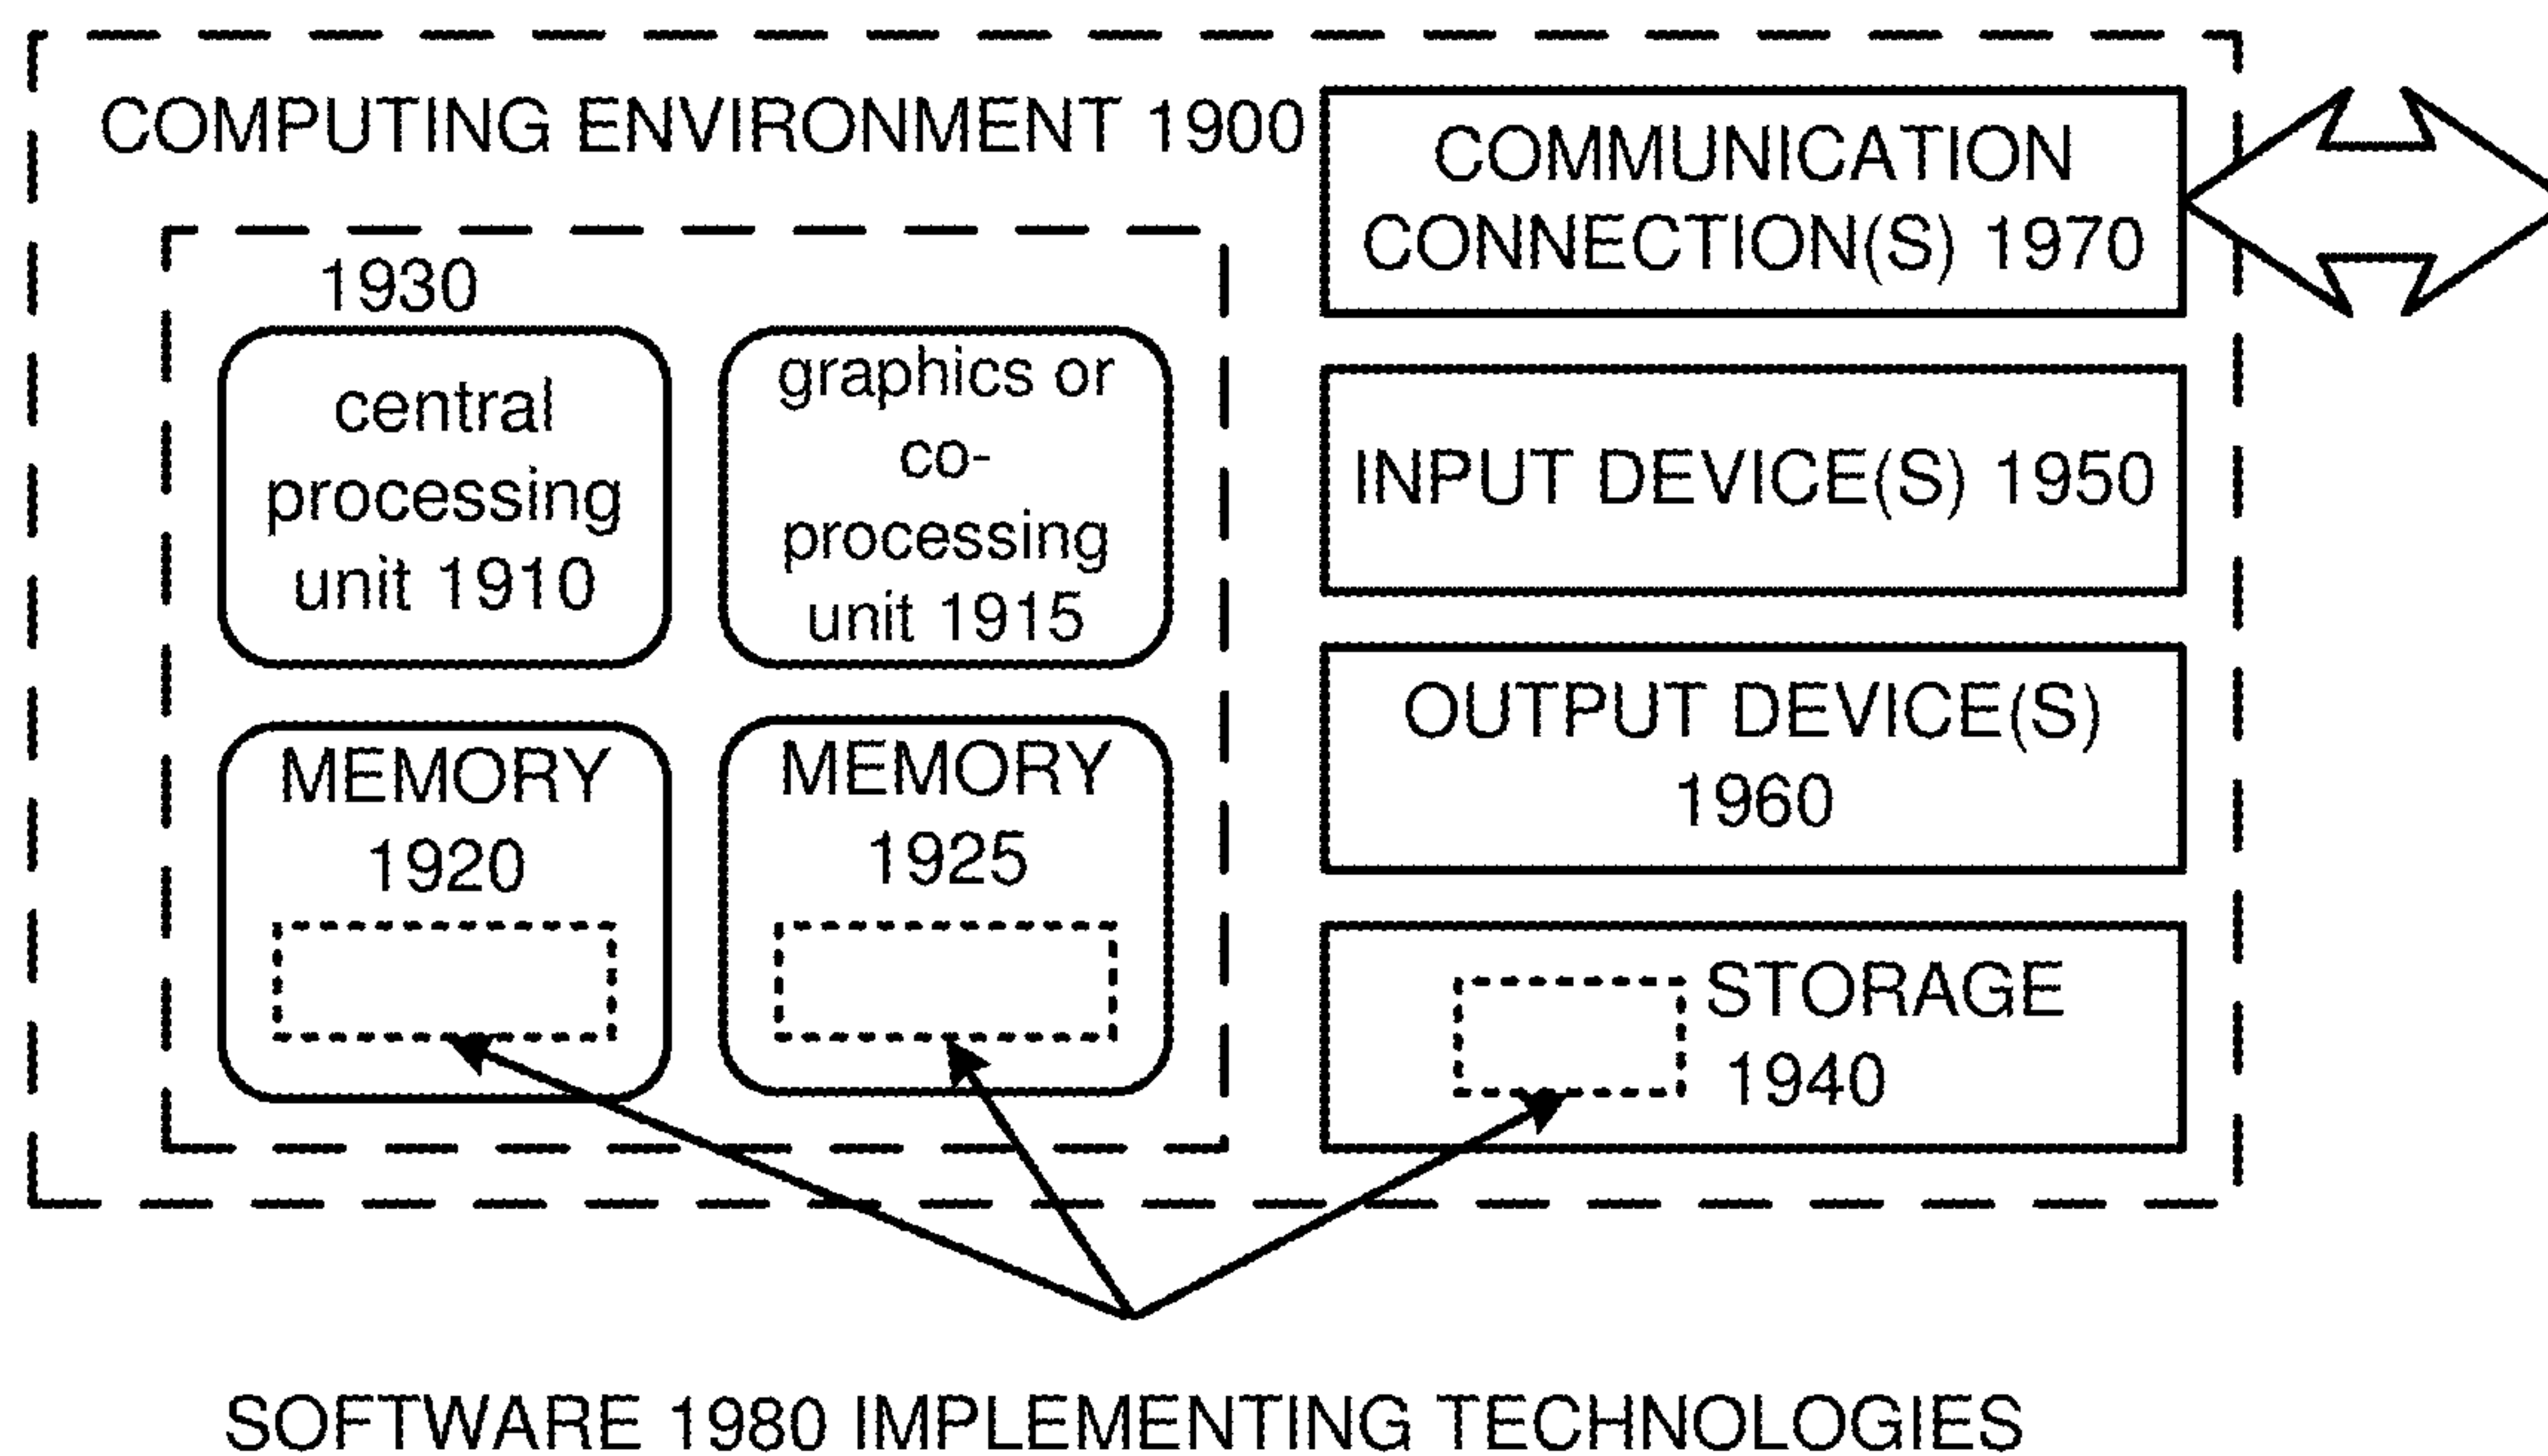 COMPUTING ENVIRONMENT 1900
1930
central
processing
unit 1910
graphics or
co-
processing
unit 1915
MEMORY
1920
MEMORY
1925
COMMUNICATION
CONNECTION(S) 1970
INPUT DEVICE(S) 1950
OUTPUT DEVICE(S)
1960
STORAGE
1940
SOFTWARE 1980 IMPLEMENTING TECHNOLOGIES